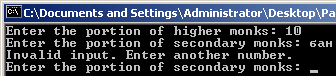 C:\Documents and Settings\Administrator\Desktop\Pa
Enter the portion of higher monks: 10
Enter the portion of secondary monks: 6an
Invalid input. Enter another number.
Enter the portion of secondary monks: